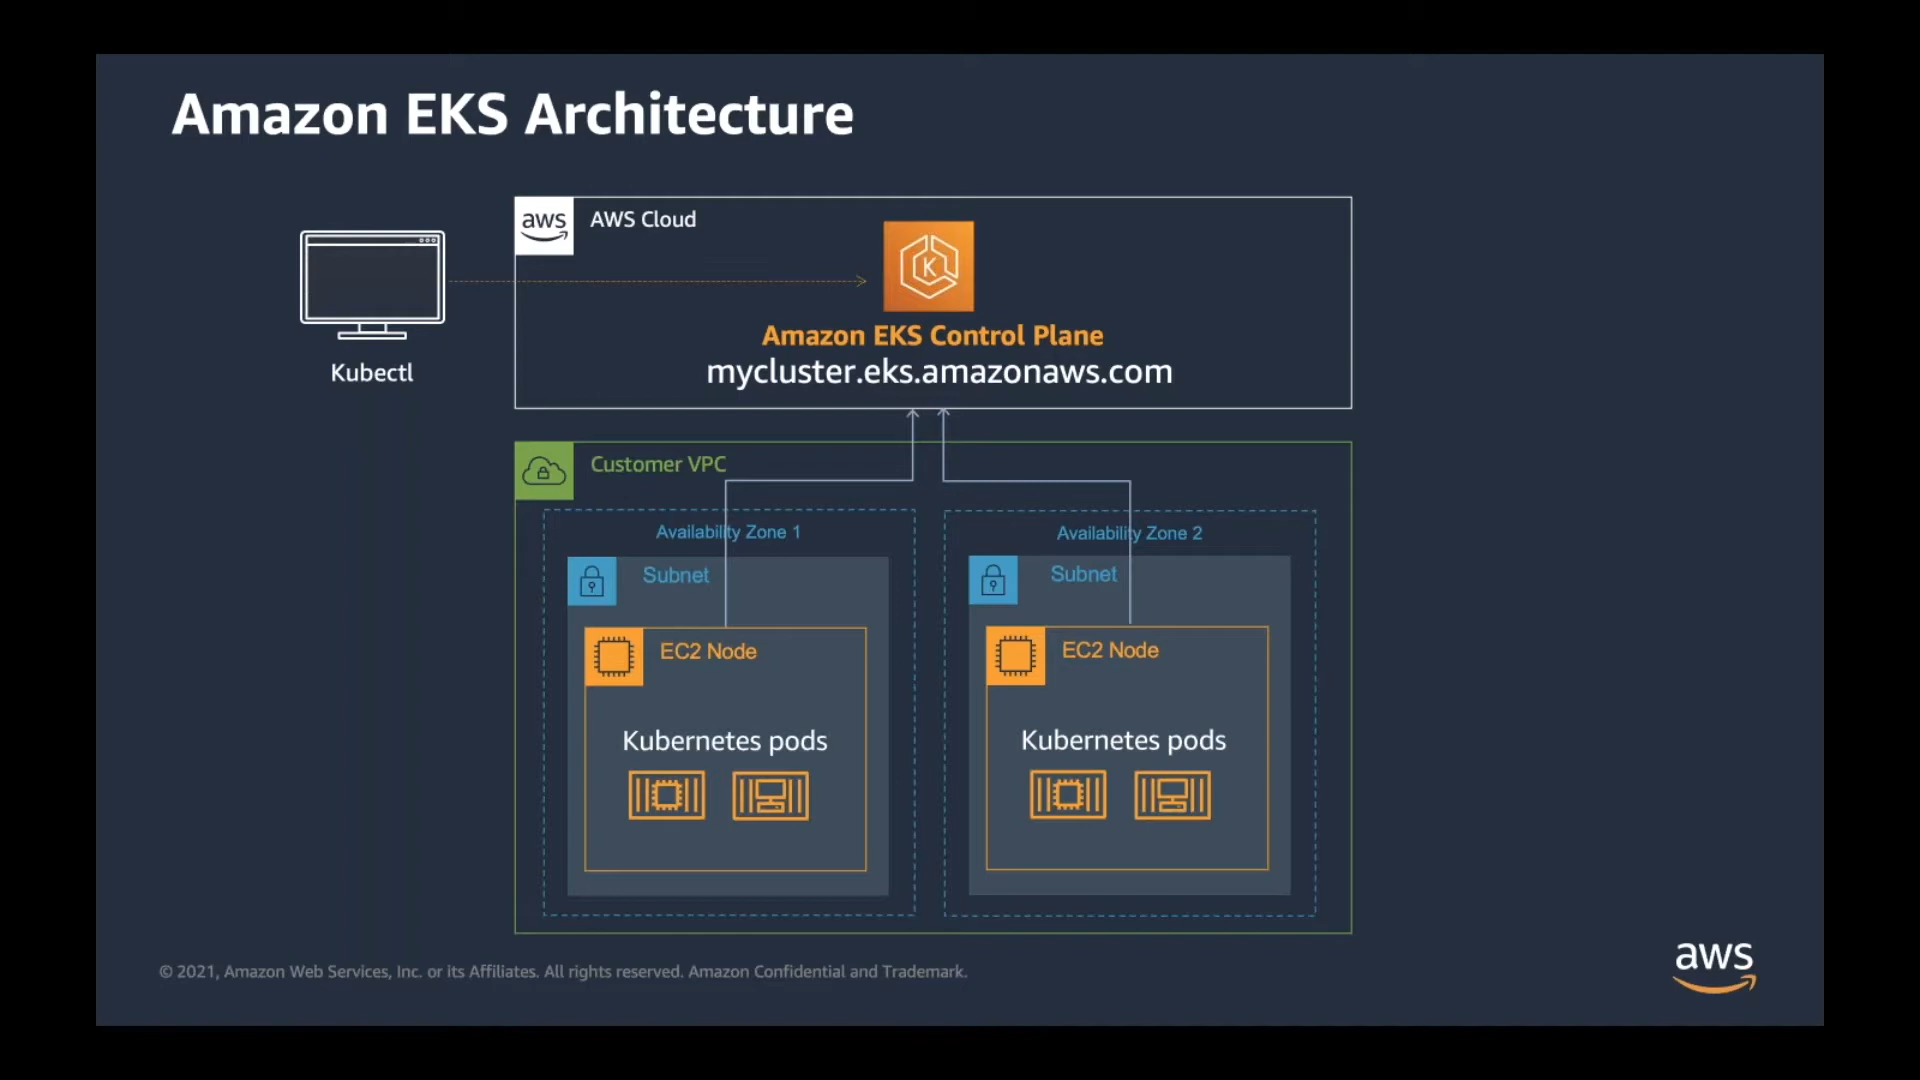 Amazon EKS Architecture
aws
AWS Cloud
K
Amazon EKS Control Plane
mycluster.eks.amazonaws.com
Kubectl
Customer VPC
Availability Zone 1
Subnet
EC2 Node
Kubernetes pods
Availability Zone 2
Subnet
EC2 Node
Kubernetes pods
© 2021, Amazon Web Services, Inc. or its Affiliates. All rights reserved. Amazon Confidential and Trademark.
aws